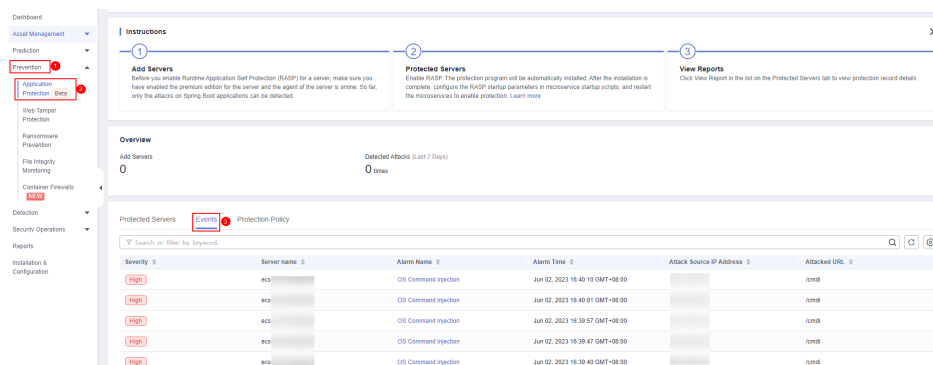 Dashboard
Asset Management
Prediction
Prevention
1
Application
Protection Beta
2
Web Tamper
Protection
Ransomware
Prevention
File Integrity
Monitoring
Container Firewalls
NEW
Detection
Security Operations
Reports
Installation &
Configuration
Instructions
1
Add Servers
Before you enable Runtime Application Self Protection (RASP) for a server, make sure you
have enabled the premium edition for the server and the agent of the server is online. So far,
only the attacks on Spring Boot applications can be detected.
2
Protected Servers
Enable RASP. The protection program will be automatically installed. After the installation is
complete, configure the RASP startup parameters in microservice startup scripts, and restart
the microservices to enable protection. Learn more
3
View Reports
Click View Report in the list on the Protected Servers tab to view protection record details.
Overview
Add Servers
0
Detected Attacks (Last 7 Days)
0 times
Protected Servers Events 3 Protection Policy
Search or filter by keyword.
Severity Server name Alarm Name Alarm Time Attack Source IP Address Attacked URL
High ecs OS Command Injection Jun 02, 2023 16:40:10 GMT+08:00 /cmdi
High ecs OS Command Injection Jun 02, 2023 16:40:01 GMT+08:00 /cmdi
High ecs OS Command Injection Jun 02, 2023 16:39:57 GMT+08:00 /cmdi
High ecs- OS Command Injection Jun 02, 2023 16:39:47 GMT+08:00 /cmdi
High ecs- OS Command Injection Jun 02, 2023 16:39:40 GMT+08:00 /cmdi